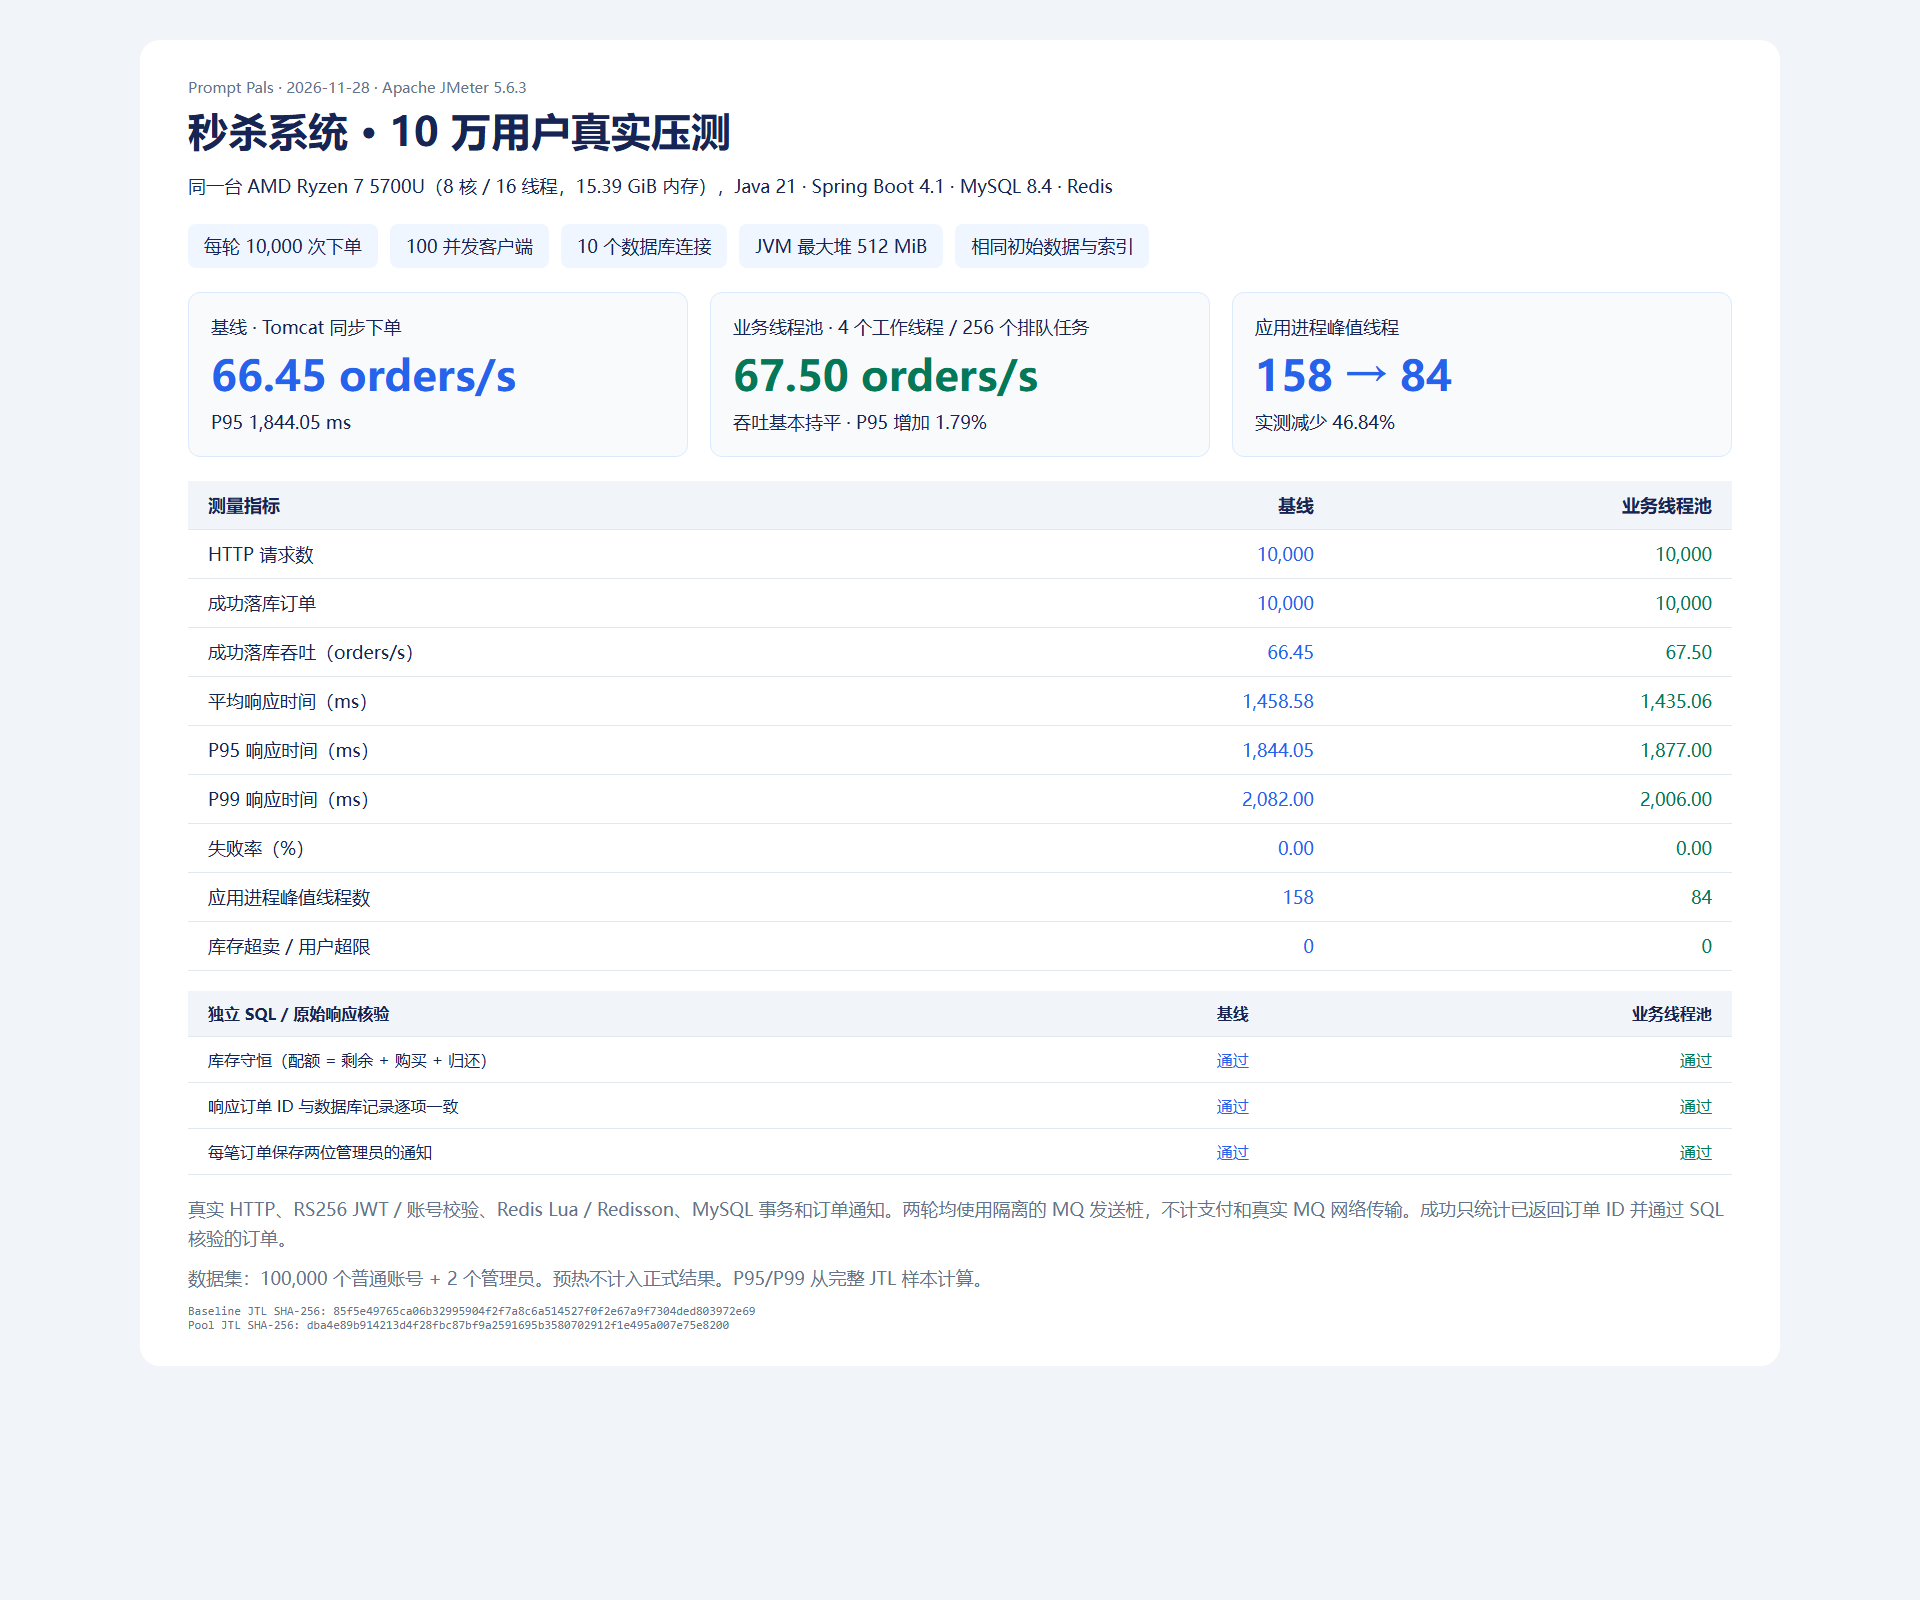 Prompt Pals · 2026-11-28 · Apache JMeter 5.6.3
秒杀系统 · 10 万用户真实压测
同一台 AMD Ryzen 7 5700U（8 核 / 16 线程，15.39 GiB 内存），Java 21 · Spring Boot 4.1 · MySQL 8.4 · Redis
每轮 10,000 次下单 100 并发客户端 10 个数据库连接 JVM 最大堆 512 MiB 相同初始数据与索引
基线 · Tomcat 同步下单
66.45 orders/s
P95 1,844.05 ms
业务线程池 · 4 个工作线程 / 256 个排队任务
67.50 orders/s
吞吐基本持平 · P95 增加 1.79%
应用进程峰值线程
158 → 84
实测减少 46.84%
测量指标 基线 业务线程池
HTTP 请求数 10,000 10,000
成功落库订单 10,000 10,000
成功落库吞吐（orders/s） 66.45 67.50
平均响应时间（ms） 1,458.58 1,435.06
P95 响应时间（ms） 1,844.05 1,877.00
P99 响应时间（ms） 2,082.00 2,006.00
失败率（%） 0.00 0.00
应用进程峰值线程数 158 84
库存超卖 / 用户超限 0 0
独立 SQL / 原始响应核验 基线 业务线程池
库存守恒（配额 = 剩余 + 购买 + 归还） 通过 通过
响应订单 ID 与数据库记录逐项一致 通过 通过
每笔订单保存两位管理员的通知 通过 通过
真实 HTTP、RS256 JWT / 账号校验、Redis Lua / Redisson、MySQL 事务和订单通知。两轮均使用隔离的 MQ 发送桩，不计支付和真实 MQ 网络传输。成功只统计已返回订单 ID 并通过 SQL
核验的订单。
数据集：100,000 个普通账号 + 2 个管理员。预热不计入正式结果。P95/P99 从完整 JTL 样本计算。
Baseline JTL SHA-256: 85f5e49765ca06b32995904f2f7a8c6a514527f0f2e67a9f7304ded803972e69
Pool JTL SHA-256: dba4e89b914213d4f28fbc87bf9a2591695b3580702912f1e495a007e75e8200